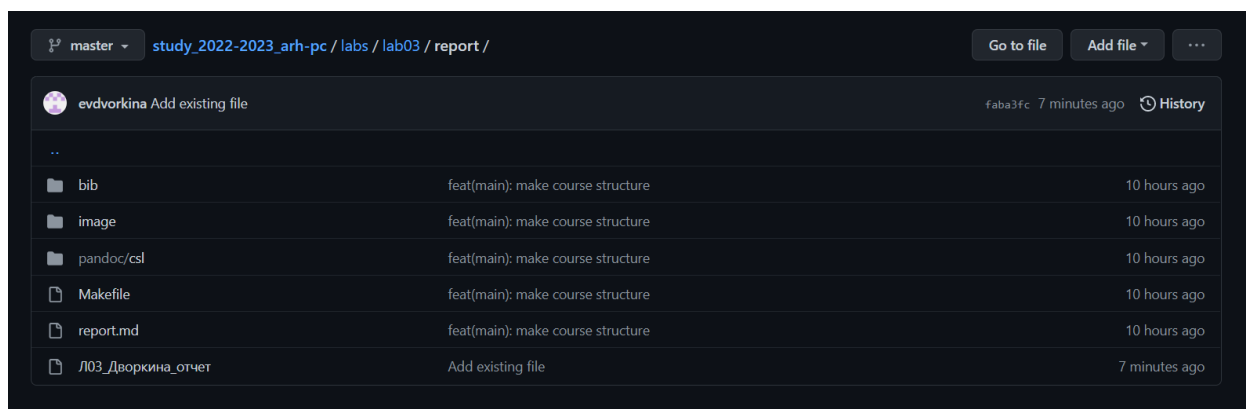 master study_2022-2023_arh-pc / labs / lab03 / report / Go to file Add file ...
evdvorkina Add existing file faba3fc 7 minutes ago History
..
bib feat(main): make course structure 10 hours ago
image feat(main): make course structure 10 hours ago
pandoc/csl feat(main): make course structure 10 hours ago
Makefile feat(main): make course structure 10 hours ago
report.md feat(main): make course structure 10 hours ago
Л03_Дворкина_отчет Add existing file 7 minutes ago